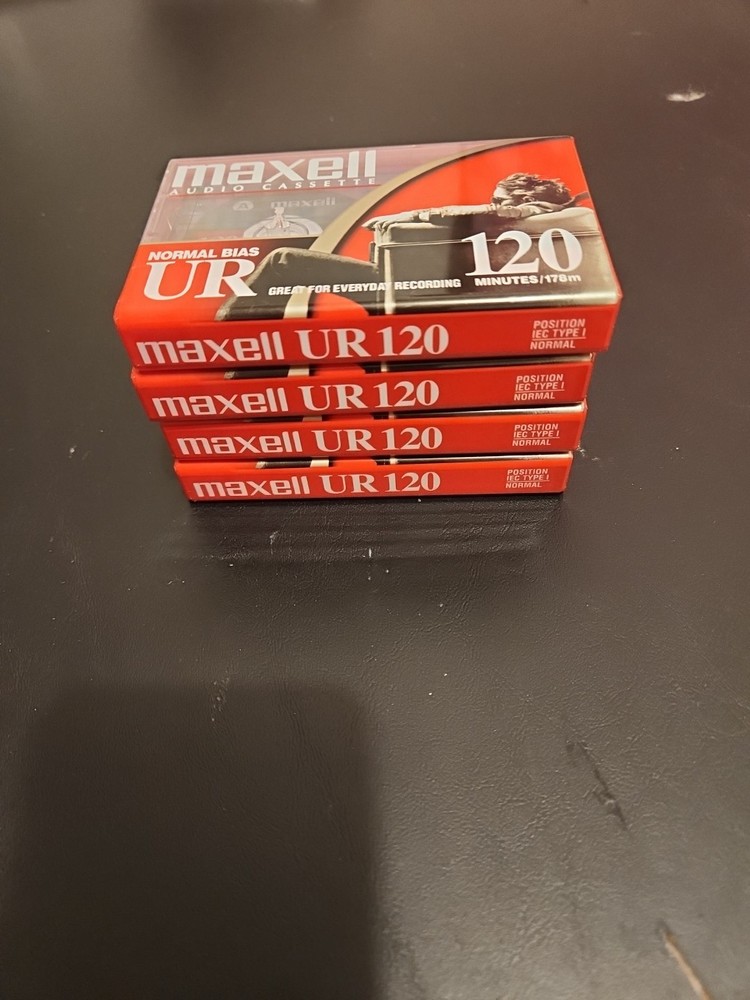 maxell
AUDIO CASSETTE
maxell
NORMAL BIAS
UR
GREAT FOR EVERYDAY RECORDING
120
MINUTES/178m
maxell UR 120
POSITION
IEC TYPE I
NORMAL
maxell UR 120
POSITION
IEC TYPE I
NORMAL
maxell UR 120
POSITION
IEC TYPE I
NORMAL
maxell UR 120
POSITION
IEC TYPE I
NORMAL